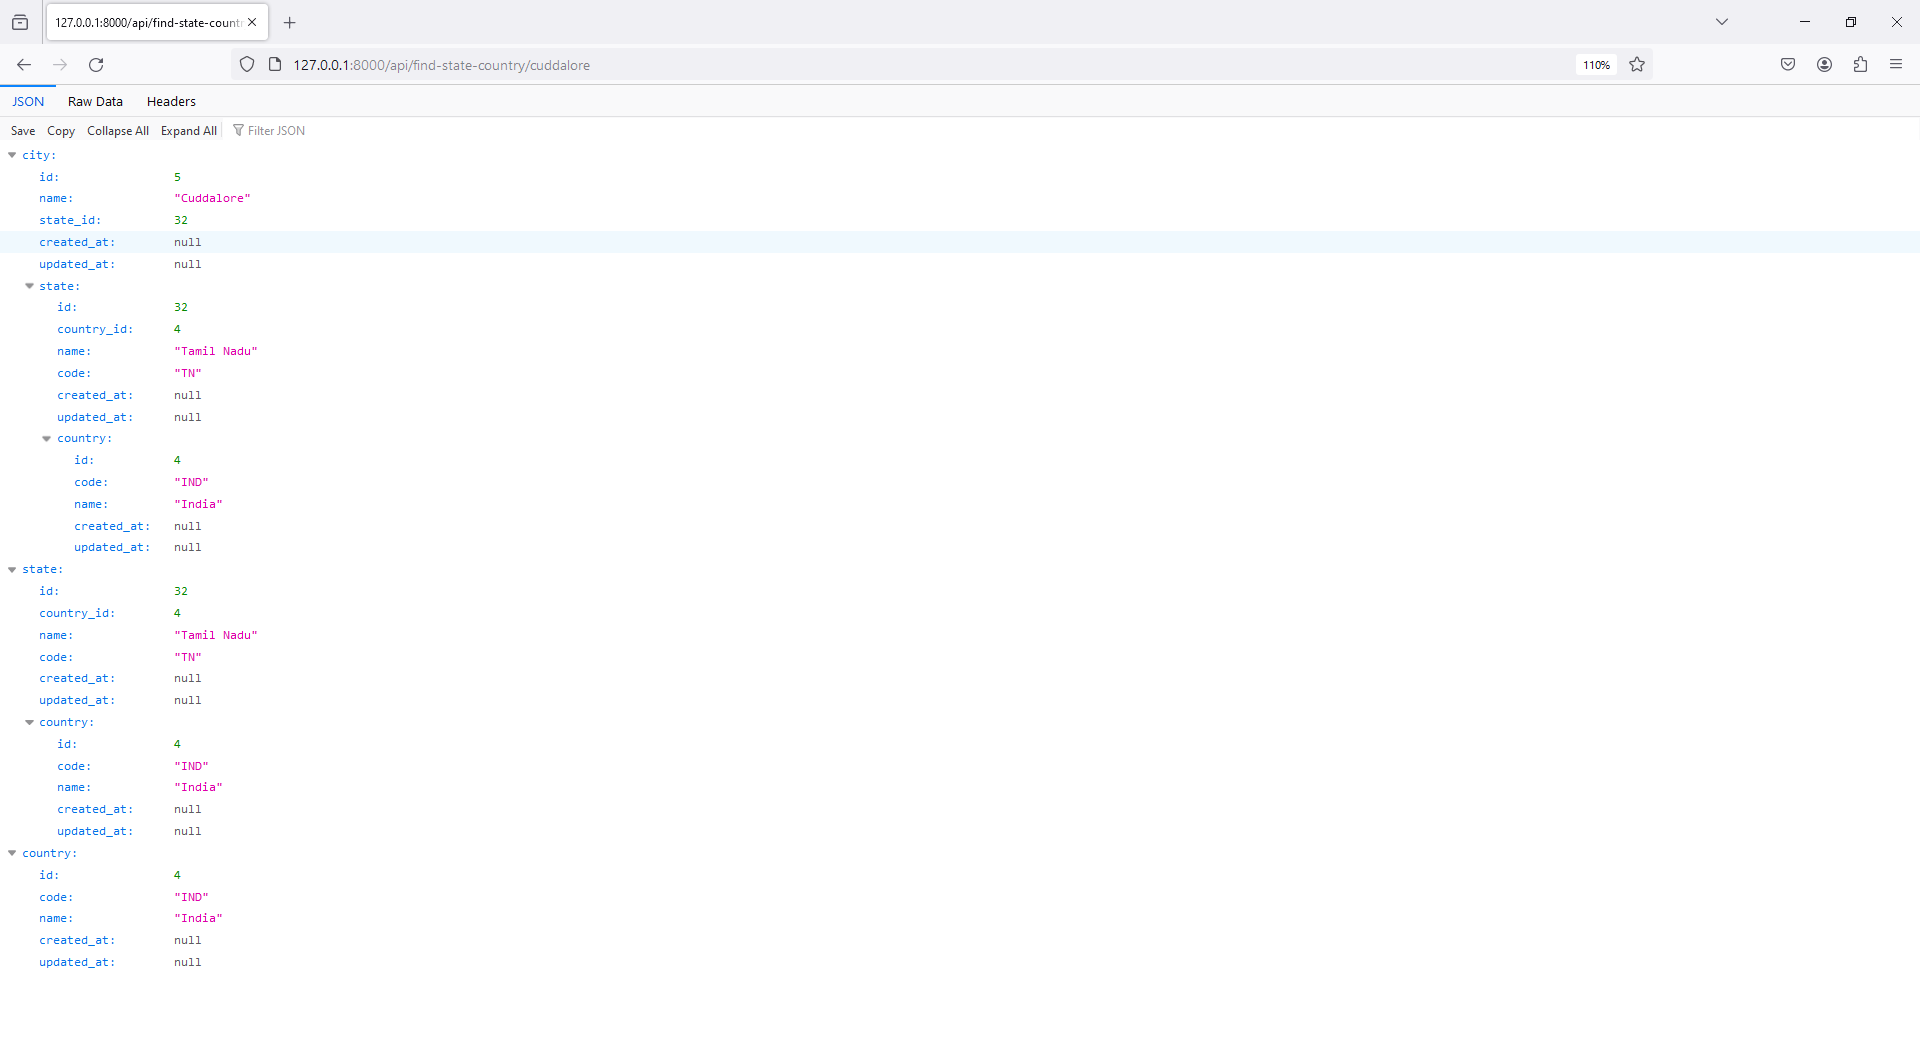 127.0.0.1:8000/api/find-state-count
127.0.0.1:8000/api/find-state-country/cuddalore
110%
JSON Raw Data Headers
Save Copy Collapse All Expand All Filter JSON
city:
id: 5
name: "Cuddalore"
state_id: 32
created_at: null
updated_at: null
state:
id: 32
country_id: 4
name: "Tamil Nadu"
code: "TN"
created_at: null
updated_at: null
country:
id: 4
code: "IND"
name: "India"
created_at: null
updated_at: null
state:
id: 32
country_id: 4
name: "Tamil Nadu"
code: "TN"
created_at: null
updated_at: null
country:
id: 4
code: "IND"
name: "India"
created_at: null
updated_at: null
country:
id: 4
code: "IND"
name: "India"
created_at: null
updated_at: null